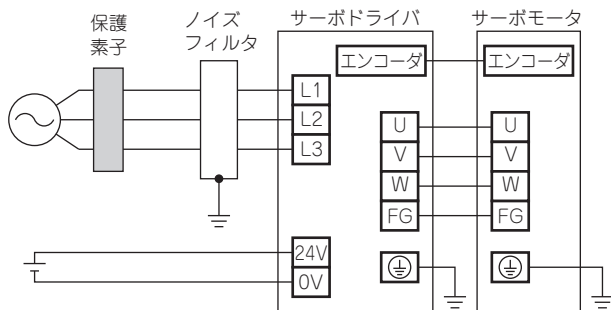 保護
素子
ノイズ
フィルタ
サーボドライバ
サーボモータ
エンコーダ
エンコーダ
L1
L2
L3
U
U
V
V
W
W
FG
FG
24V
0V